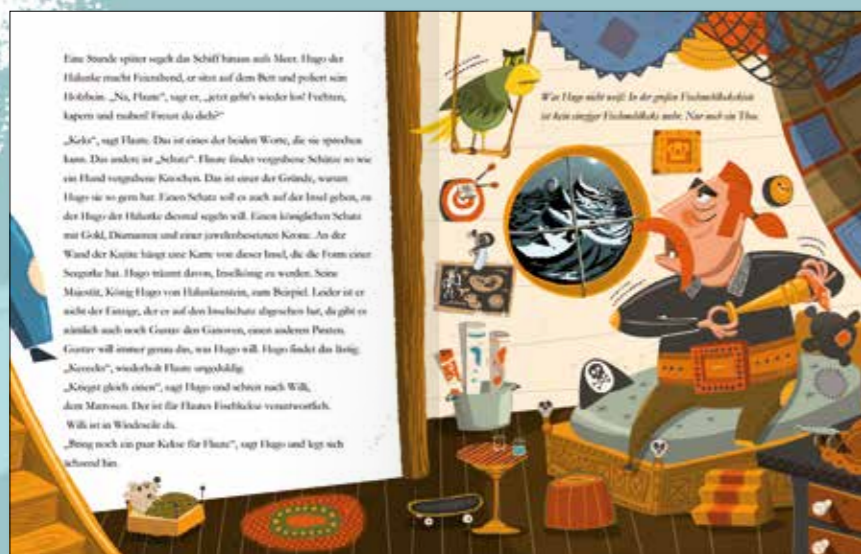 Eine Stunde später segelt das Schiff hinaus aufs Meer. Hugo der
Halunke macht Feierabend, er sitzt auf dem Bett und poliert sein
Holzbein. „Na, Flaute“, sagt er, „jetzt geht's wieder los! Fechten,
kapern und rauben! Freust du dich?“
„Keks“, sagt Flaute. Das ist eines der beiden Worte, die sie sprechen
kann. Das andere ist „Schatz“. Flaute findet vergrabene Schätze so wie
ein Hund vergrabene Knochen. Das ist einer der Gründe, warum
Hugo sie so gern hat. Einen Schatz soll es auch auf der Insel geben, zu
der Hugo der Halunke diesmal segeln will. Einen königlichen Schatz
mit Gold, Diamanten und einer juwelenbesetzten Krone. An der
Wand der Kajüte hängt eine Karte von dieser Insel, die die Form einer
Seegurke hat. Hugo träumt davon, Inselkönig zu werden. Seine
Majestät, König Hugo von Halunkenstein, zum Beispiel. Leider ist er
nicht der Einzige, der es auf den Inselschatz abgesehen hat, da gibt es
nämlich auch noch Gustav den Ganoven, einen anderen Piraten.
Gustav will immer genau das, was Hugo will. Hugo findet das lästig.
wiederholt Flaute ungeduldig.
„Kriegst gleich einen“, sagt Hugo und schreit nach Willi,
dem Matrosen. Der ist für Flautes Fischkekse verantwortlich.
Willi ist in Windeseile da.
„Bring noch ein paar Kekse für Flaute“, sagt Hugo und legt sich
ächzend hin.
Was Hugo nicht weiß: In der großen Fischmehlkekskiste
ist kein einziger Fischmehlkeks mehr. Nur noch ein